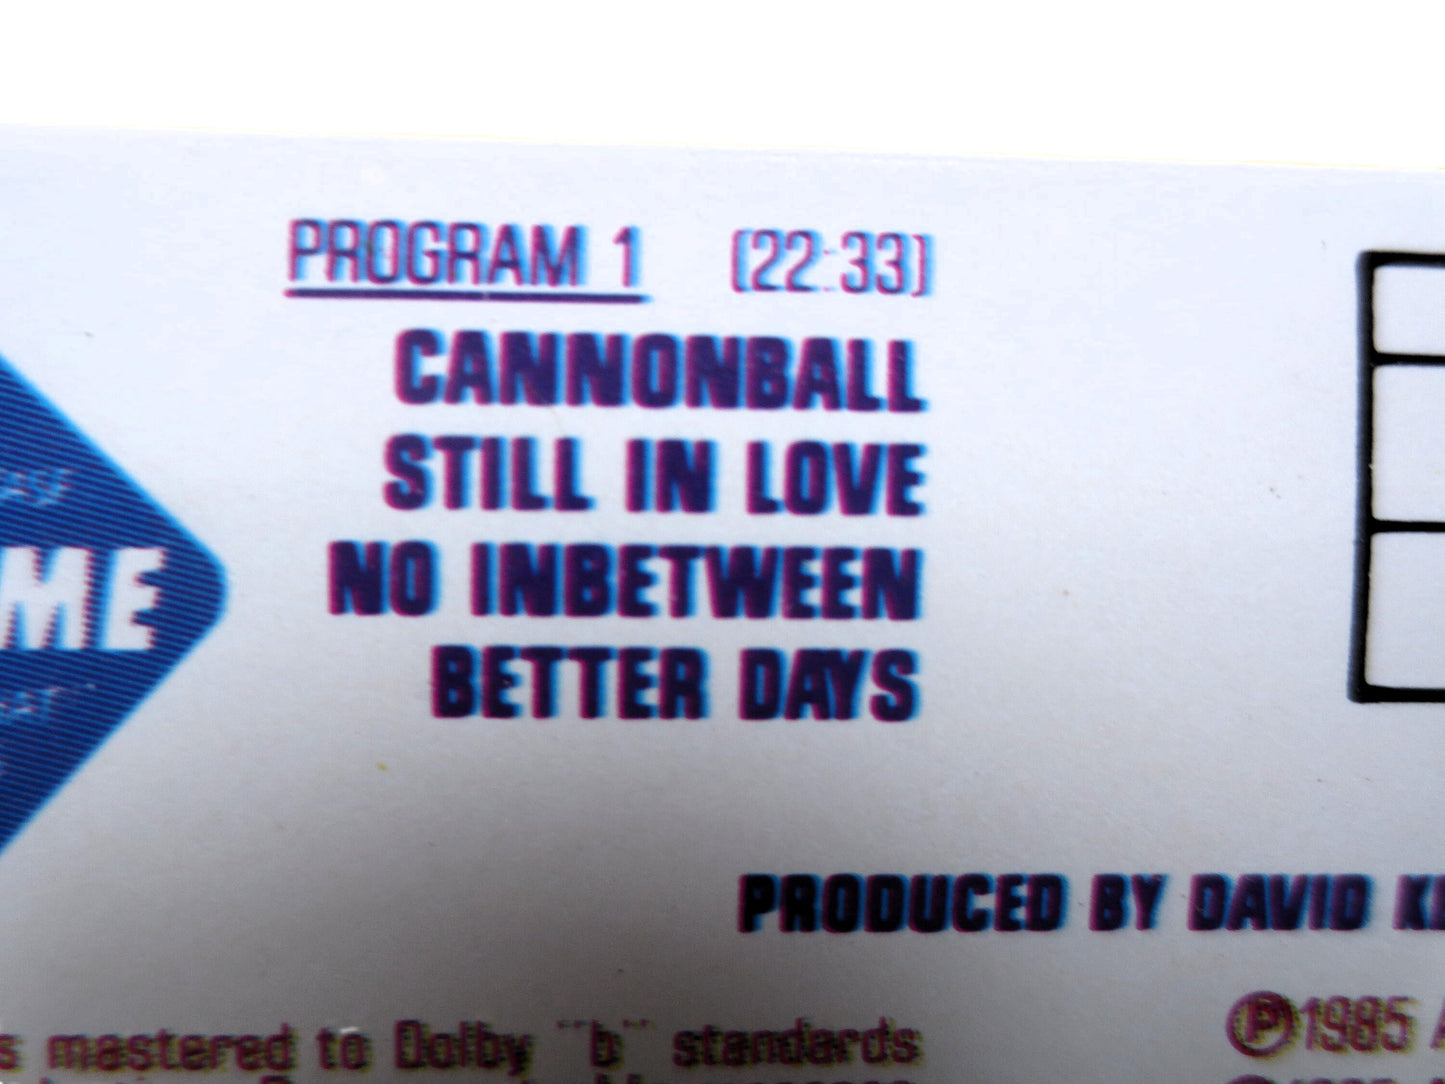 PROGRAM 1 (22:33)
CANNONBALL
STILL IN LOVE
NO INBETWEEN
BETTER DAYS
ME
PRODUCED BY DAVID
mastered to Dolby "b" standards
℗1985